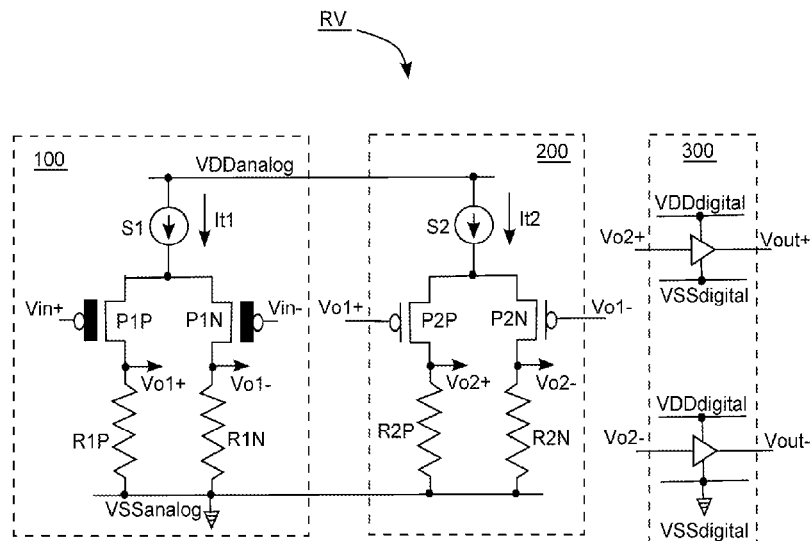 RV
100
200
300
VDDanalog
S1
It1
S2
It2
VDDdigital
Vo2+
Vout+
VSSdigital
Vin+
P1P
P1N
Vin-
Vo1+
P2P
P2N
Vo1-
Vo1+
Vo1-
Vo2+
Vo2-
R1P
R1N
R2P
R2N
VDDdigital
Vo2-
Vout-
VSSanalog
VSSdigital